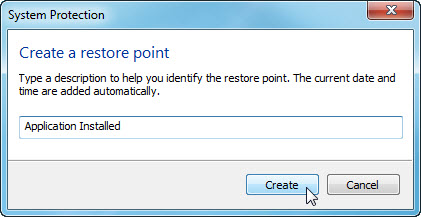 System Protection
Create a restore point
Type a description to help you identify the restore point. The current date and
time are added automatically.
Application Installed
Create
Cancel